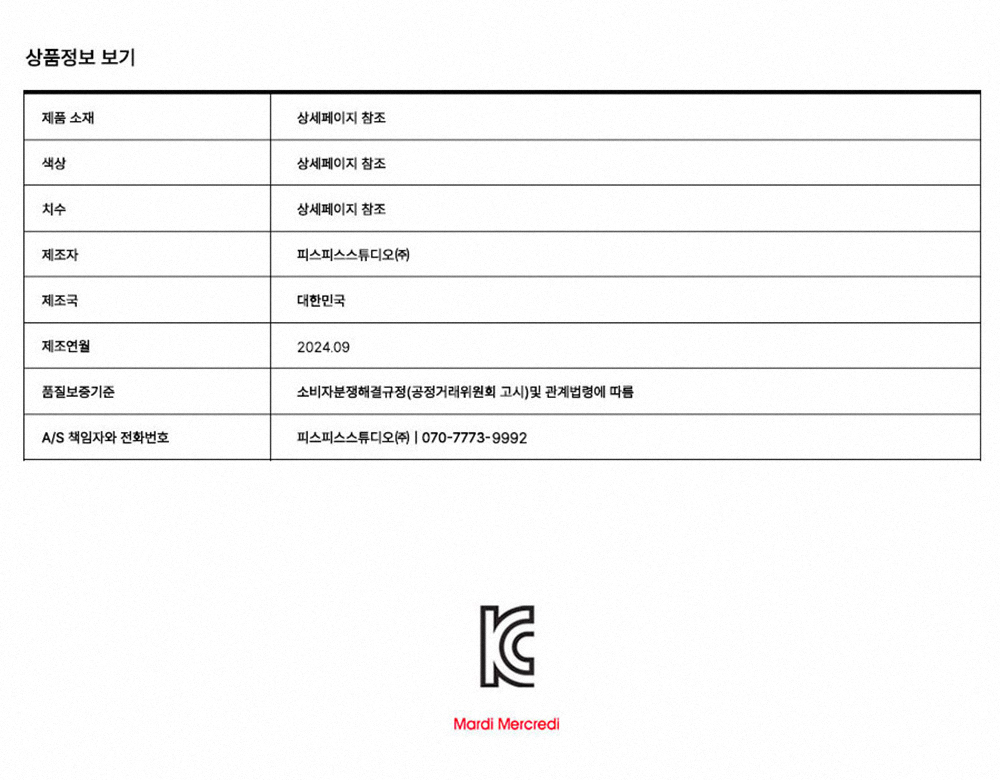 상품정보 보기
제품 소재 상세페이지 참조
색상 상세페이지 참조
치수 상세페이지 참조
제조자 피스피스스튜디오㈜
제조국 대한민국
제조연월 2024.09
품질보증기준 소비자분쟁해결규정(공정거래위원회 고시)및 관계법령에 따름
A/S 책임자와 전화번호 피스피스스튜디오㈜ | 070-7773-9992
KC
Mardi Mercredi